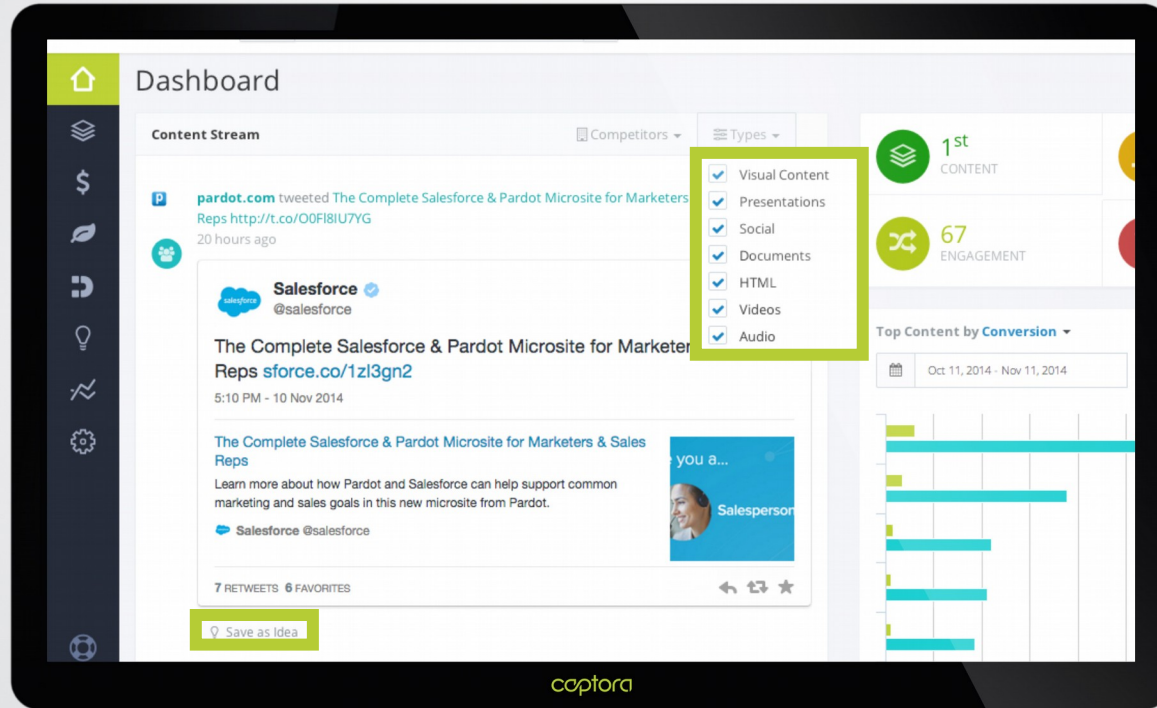 Dashboard
Content Stream
Competitors
Types
Visual Content
Presentations
Social
Documents
HTML
Videos
Audio
pardot.com tweeted The Complete Salesforce & Pardot Microsite for Marketers
Reps http://t.co/O0Fl8IU7YG
20 hours ago
salesforce
Salesforce
@salesforce
The Complete Salesforce & Pardot Microsite for Marketer
Reps sforce.co/1zl3gn2
5:10 PM - 10 Nov 2014
The Complete Salesforce & Pardot Microsite for Marketers & Sales
Reps
Learn more about how Pardot and Salesforce can help support common
marketing and sales goals in this new microsite from Pardot.
Salesforce @salesforce
you a...
Salesperson
7 RETWEETS 6 FAVORITES
Save as Idea
1st
CONTENT
67
ENGAGEMENT
Top Content by Conversion
Oct 11, 2014 - Nov 11, 2014
captora